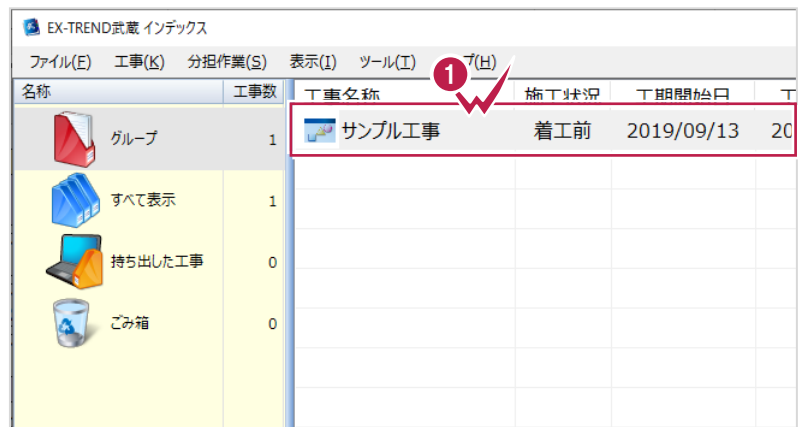 EX-TREND武蔵 インデックス
ファイル(F) 工事(K) 分担作業(S) 表示(I) ツール(T) プ(H)
名称 工事数 工事名称 施工状況 工期開始日
1
サンプル工事 着工前 2019/09/13 20
グループ 1
すべて表示 1
持ち出した工事 0
ごみ箱 0